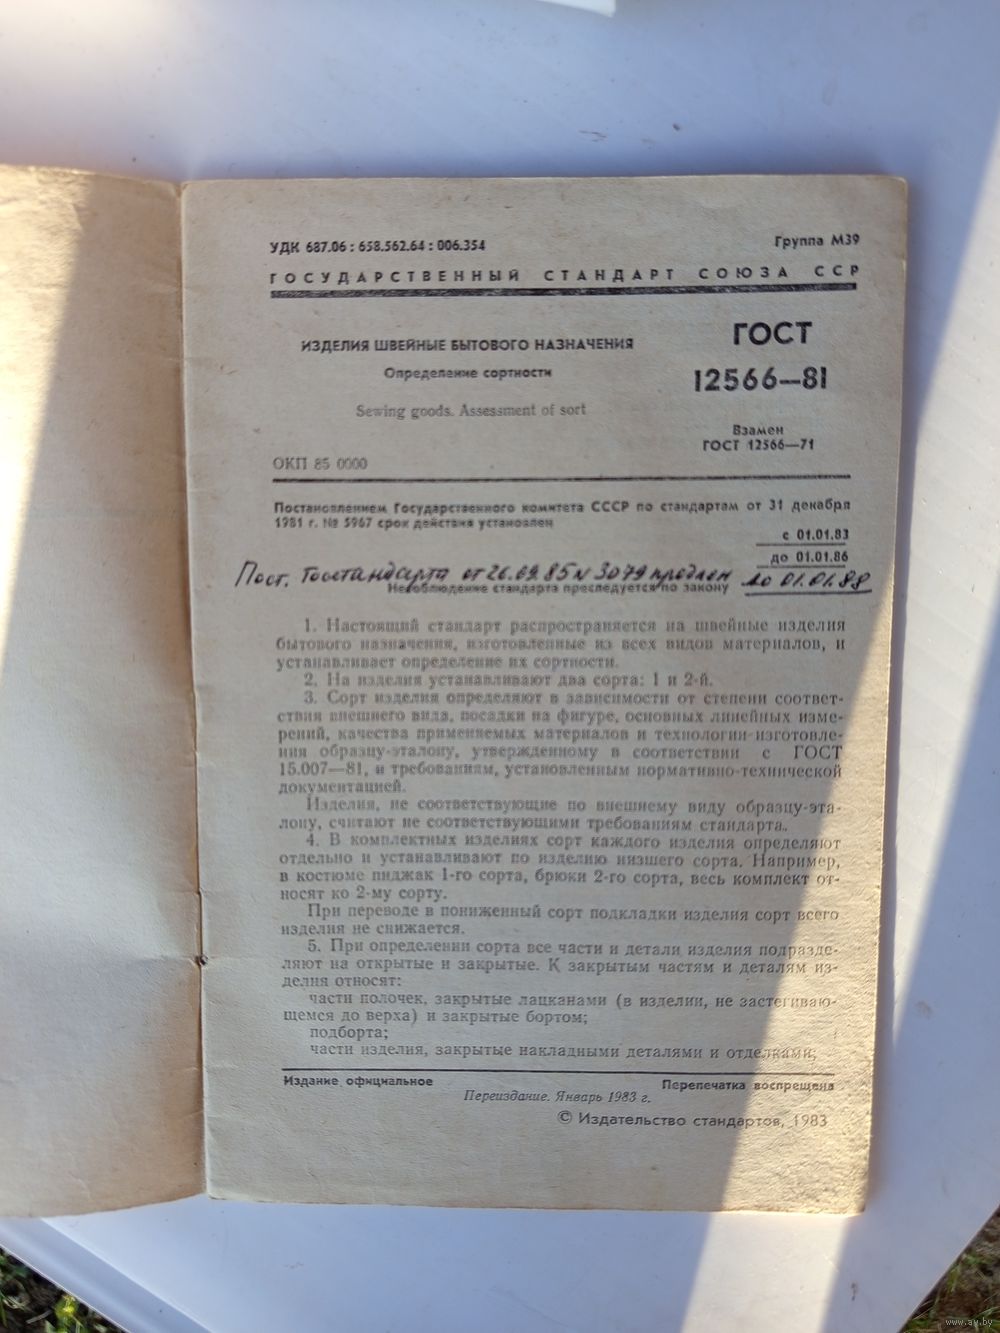 УДК 687.06 : 658.562.64 : 006.354
Группа М39
ГОСУДАРСТВЕННЫЙ СТАНДАРТ СОЮЗА ССР
ИЗДЕЛИЯ ШВЕЙНЫЕ БЫТОВОГО НАЗНАЧЕНИЯ
Определение сортности
Sewing goods. Assessment of sort
ГОСТ
12566—81
Взамен
ГОСТ 12566—71
ОКП 85 0000
Постановлением Государственного комитета СССР по стандартам от 31 декабря
1981 г. № 5967 срок действия установлен
с 01.01.83
до 01.01.86
Пост. Госстандарта от 26.09.85 N 3079 продлен до 01.01.88
Несоблюдение стандарта преследуется по закону
1. Настоящий стандарт распространяется на швейные изделия
бытового назначения, изготовленные из всех видов материалов, и
устанавливает определение их сортности.
2. На изделия устанавливают два сорта: 1 и 2-й.
3. Сорт изделия определяют в зависимости от степени соответ-
ствия внешнего вида, посадки на фигуре, основных линейных изме-
рений, качества применяемых материалов и технологии изготовле-
ния образцу-эталону, утвержденному в соответствии с ГОСТ
15.007—81, и требованиям, установленным нормативно-технической
документацией.
Изделия, не соответствующие по внешнему виду образцу-эта-
лону, считают не соответствующими требованиям стандарта.
4. В комплектных изделиях сорт каждого изделия определяют
отдельно и устанавливают по изделию низшего сорта. Например,
в костюме пиджак 1-го сорта, брюки 2-го сорта, весь комплект от-
носят ко 2-му сорту.
При переводе в пониженный сорт подкладки изделия сорт всего
изделия не снижается.
5. При определении сорта все части и детали изделия подразде-
ляют на открытые и закрытые. К закрытым частям и деталям из-
делия относят:
части полочек, закрытые лацканами (в изделии, не застегиваю-
щемся до верха) и закрытые бортом;
подборта;
части изделия, закрытые накладными деталями и отделками;
Издание официальное
Перепечатка воспрещена
Переиздание. Январь 1983 г.
© Издательство стандартов, 1983
www.ay.by